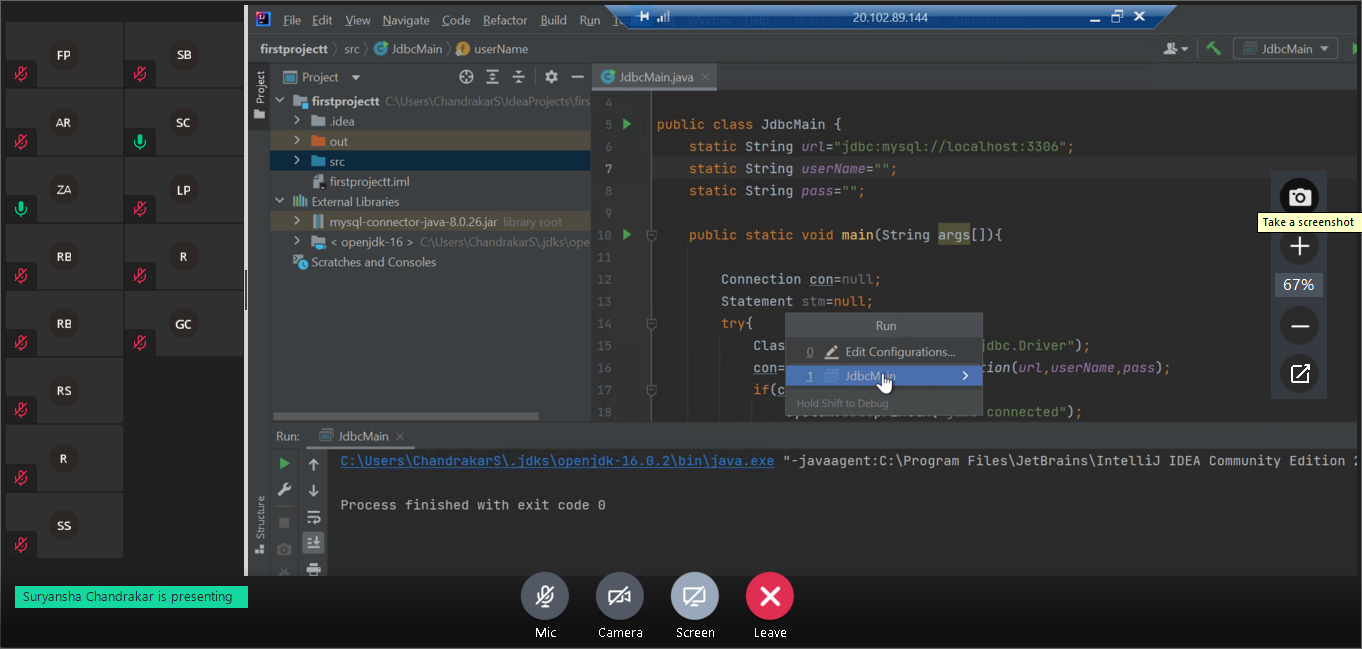 File Edit View Navigate Code Refactor Build Run
20.102.89.144
firstprojectt src JdbcMain userName
JdbcMain
Project
Project
JdbcMain.java
firstprojectt C:\Users\ChandrakarS\IdeaProjects\firs
.idea
out
src
firstprojectt.iml
External Libraries
mysql-connector-java-8.0.26.jar library root
< openjdk-16 > C:\Users\ChandrakarS\.jdks\ope
Scratches and Consoles
4
5 public class JdbcMain {
6 static String url="jdbc:mysql://localhost:3306";
7 static String userName="";
8 static String pass="";
9
10 public static void main(String args[]){
11
12 Connection con=null;
13 Statement stm=null;
14 try{
15 Clas jdbc.Driver");
16 con= tion(url,userName,pass);
17 if(c
18 connected");
Run
0 Edit Configurations...
1 JdbcMain
Hold Shift to Debug
Run: JdbcMain
C:\Users\ChandrakarS\.jdks\openjdk-16.0.2\bin\java.exe "-javaagent:C:\Program Files\JetBrains\IntelliJ IDEA Community Edition 2
Process finished with exit code 0
Structure
FP SB
AR SC
ZA LP
RB R
RB GC
RS
R
SS
Take a screenshot
67%
Suryansha Chandrakar is presenting
Mic Camera Screen Leave